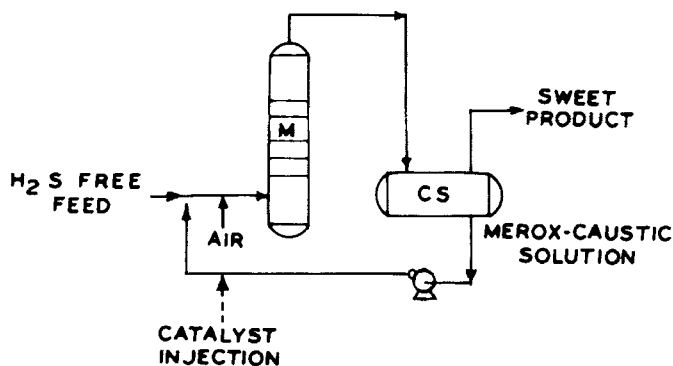 SWEET
PRODUCT
M
H2S FREE
FEED
CS
AIR
MEROX-CAUSTIC
SOLUTION
CATALYST
INJECTION